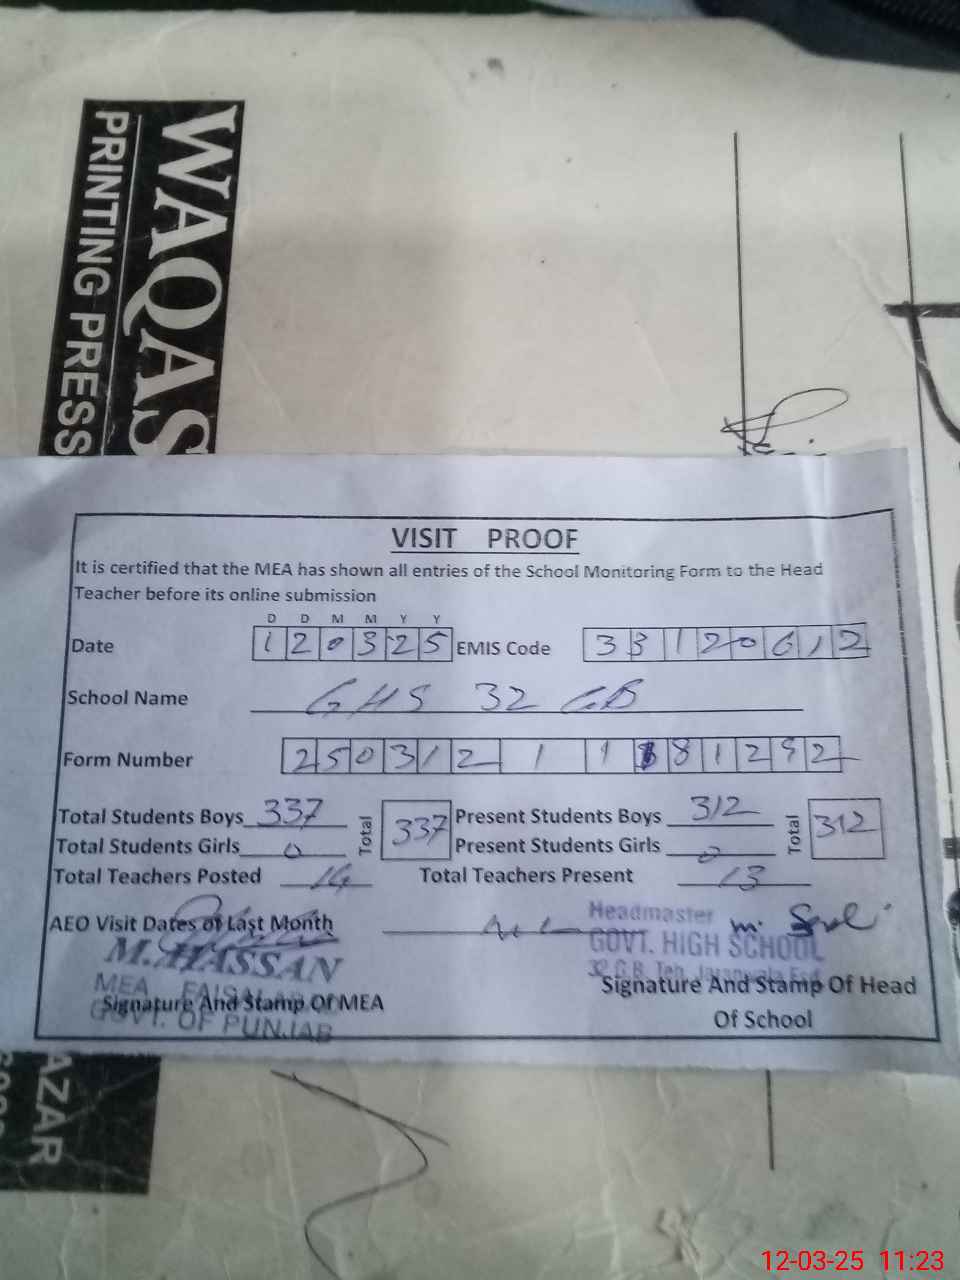 WAQAS
PRINTING PRESS
VISIT PROOF
It is certified that the MEA has shown all entries of the School Monitoring Form to the Head
Teacher before its online submission
D D M M Y Y
Date 1 2 0 3 2 5 EMIS Code 3 3 1 2 0 6 1 2
School Name GHS 32 GB
Form Number 2 5 0 3 1 2 1 1 8 1 2 9 2
Total Students Boys 337 Total 337 Present Students Boys 312 Total 312
Total Students Girls 0 Present Students Girls 0
Total Teachers Posted 14 Total Teachers Present 13
AEO Visit Dates of Last Month
Headmaster
GOVT. HIGH SCHOOL
32 G.B. Teh. Jaranwala Fsd
M. HASSAN
MEA FAISALABAD
GOVT. OF PUNJAB
Signature And Stamp Of MEA
Signature And Stamp Of Head
Of School
AZAR
12-03-25 11:23